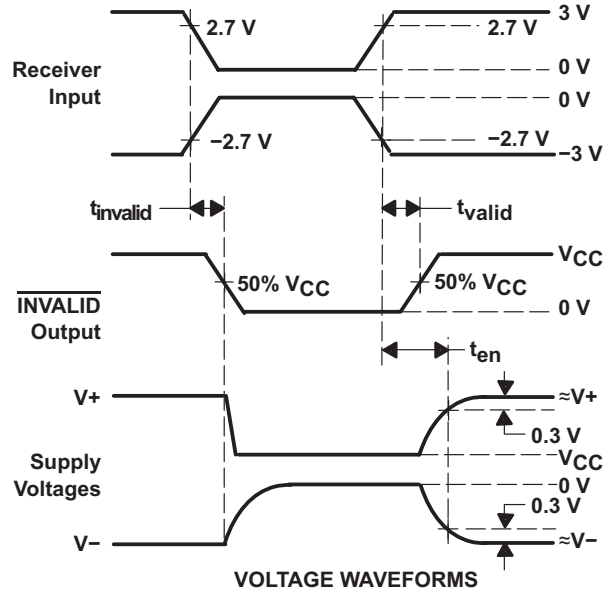 3 V
2.7 V
2.7 V
Receiver
Input
0 V
0 V
−2.7 V
−2.7 V
−3 V
tinvalid
tvalid
VCC
50% VCC
50% VCC
INVALID
Output
0 V
ten
V+
≈V+
0.3 V
Supply
Voltages
VCC
0 V
0.3 V
V−
≈V−
VOLTAGE WAVEFORMS